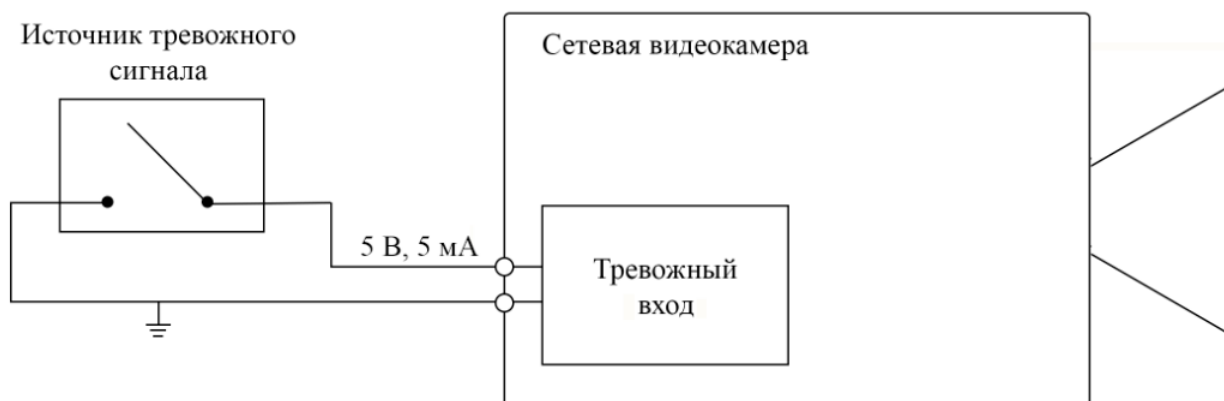 Источник тревожного
сигнала
Сетевая видеокамера
5 В, 5 мА
Тревожный
вход